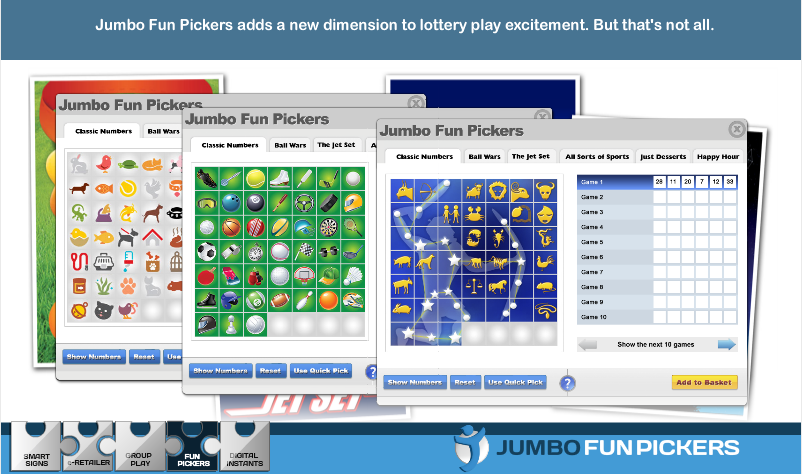 Jumbo Fun Pickers adds a new dimension to lottery play excitement. But that's not all.
Jumbo Fun Pickers
Classic Numbers
Ball Wars
Show Numbers
Reset
Use
Jumbo Fun Pickers
Classic Numbers
Ball Wars
The Jet Set
A
Show Numbers
Reset
Use Quick Pick
?
Jumbo Fun Pickers
Classic Numbers
Ball Wars
The Jet Set
All Sorts of Sports
Just Desserts
Happy Hour
Game 1 28 11 20 7 12 33
Game 2
Game 3
Game 4
Game 5
Game 6
Game 7
Game 8
Game 9
Game 10
Show the next 10 games
Show Numbers
Reset
Use Quick Pick
?
Add to Basket
JET SET
SMART
SIGNS
e-RETAILER
GROUP
PLAY
FUN
PICKERS
DIGITAL
INSTANTS
JUMBO FUN PICKERS